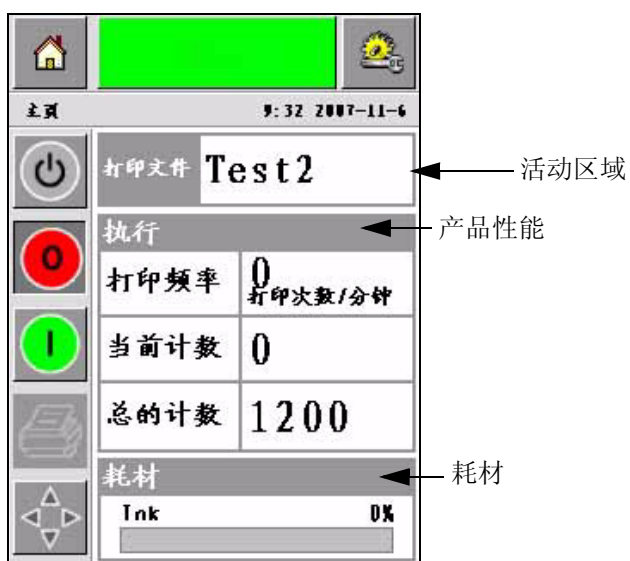 主页 9:32 2007-11-6
打印文件 Test2 活动区域
执行 产品性能
打印频率 0 打印次数/分钟
当前计数 0
总的计数 1200
耗材 耗材
Ink 0%